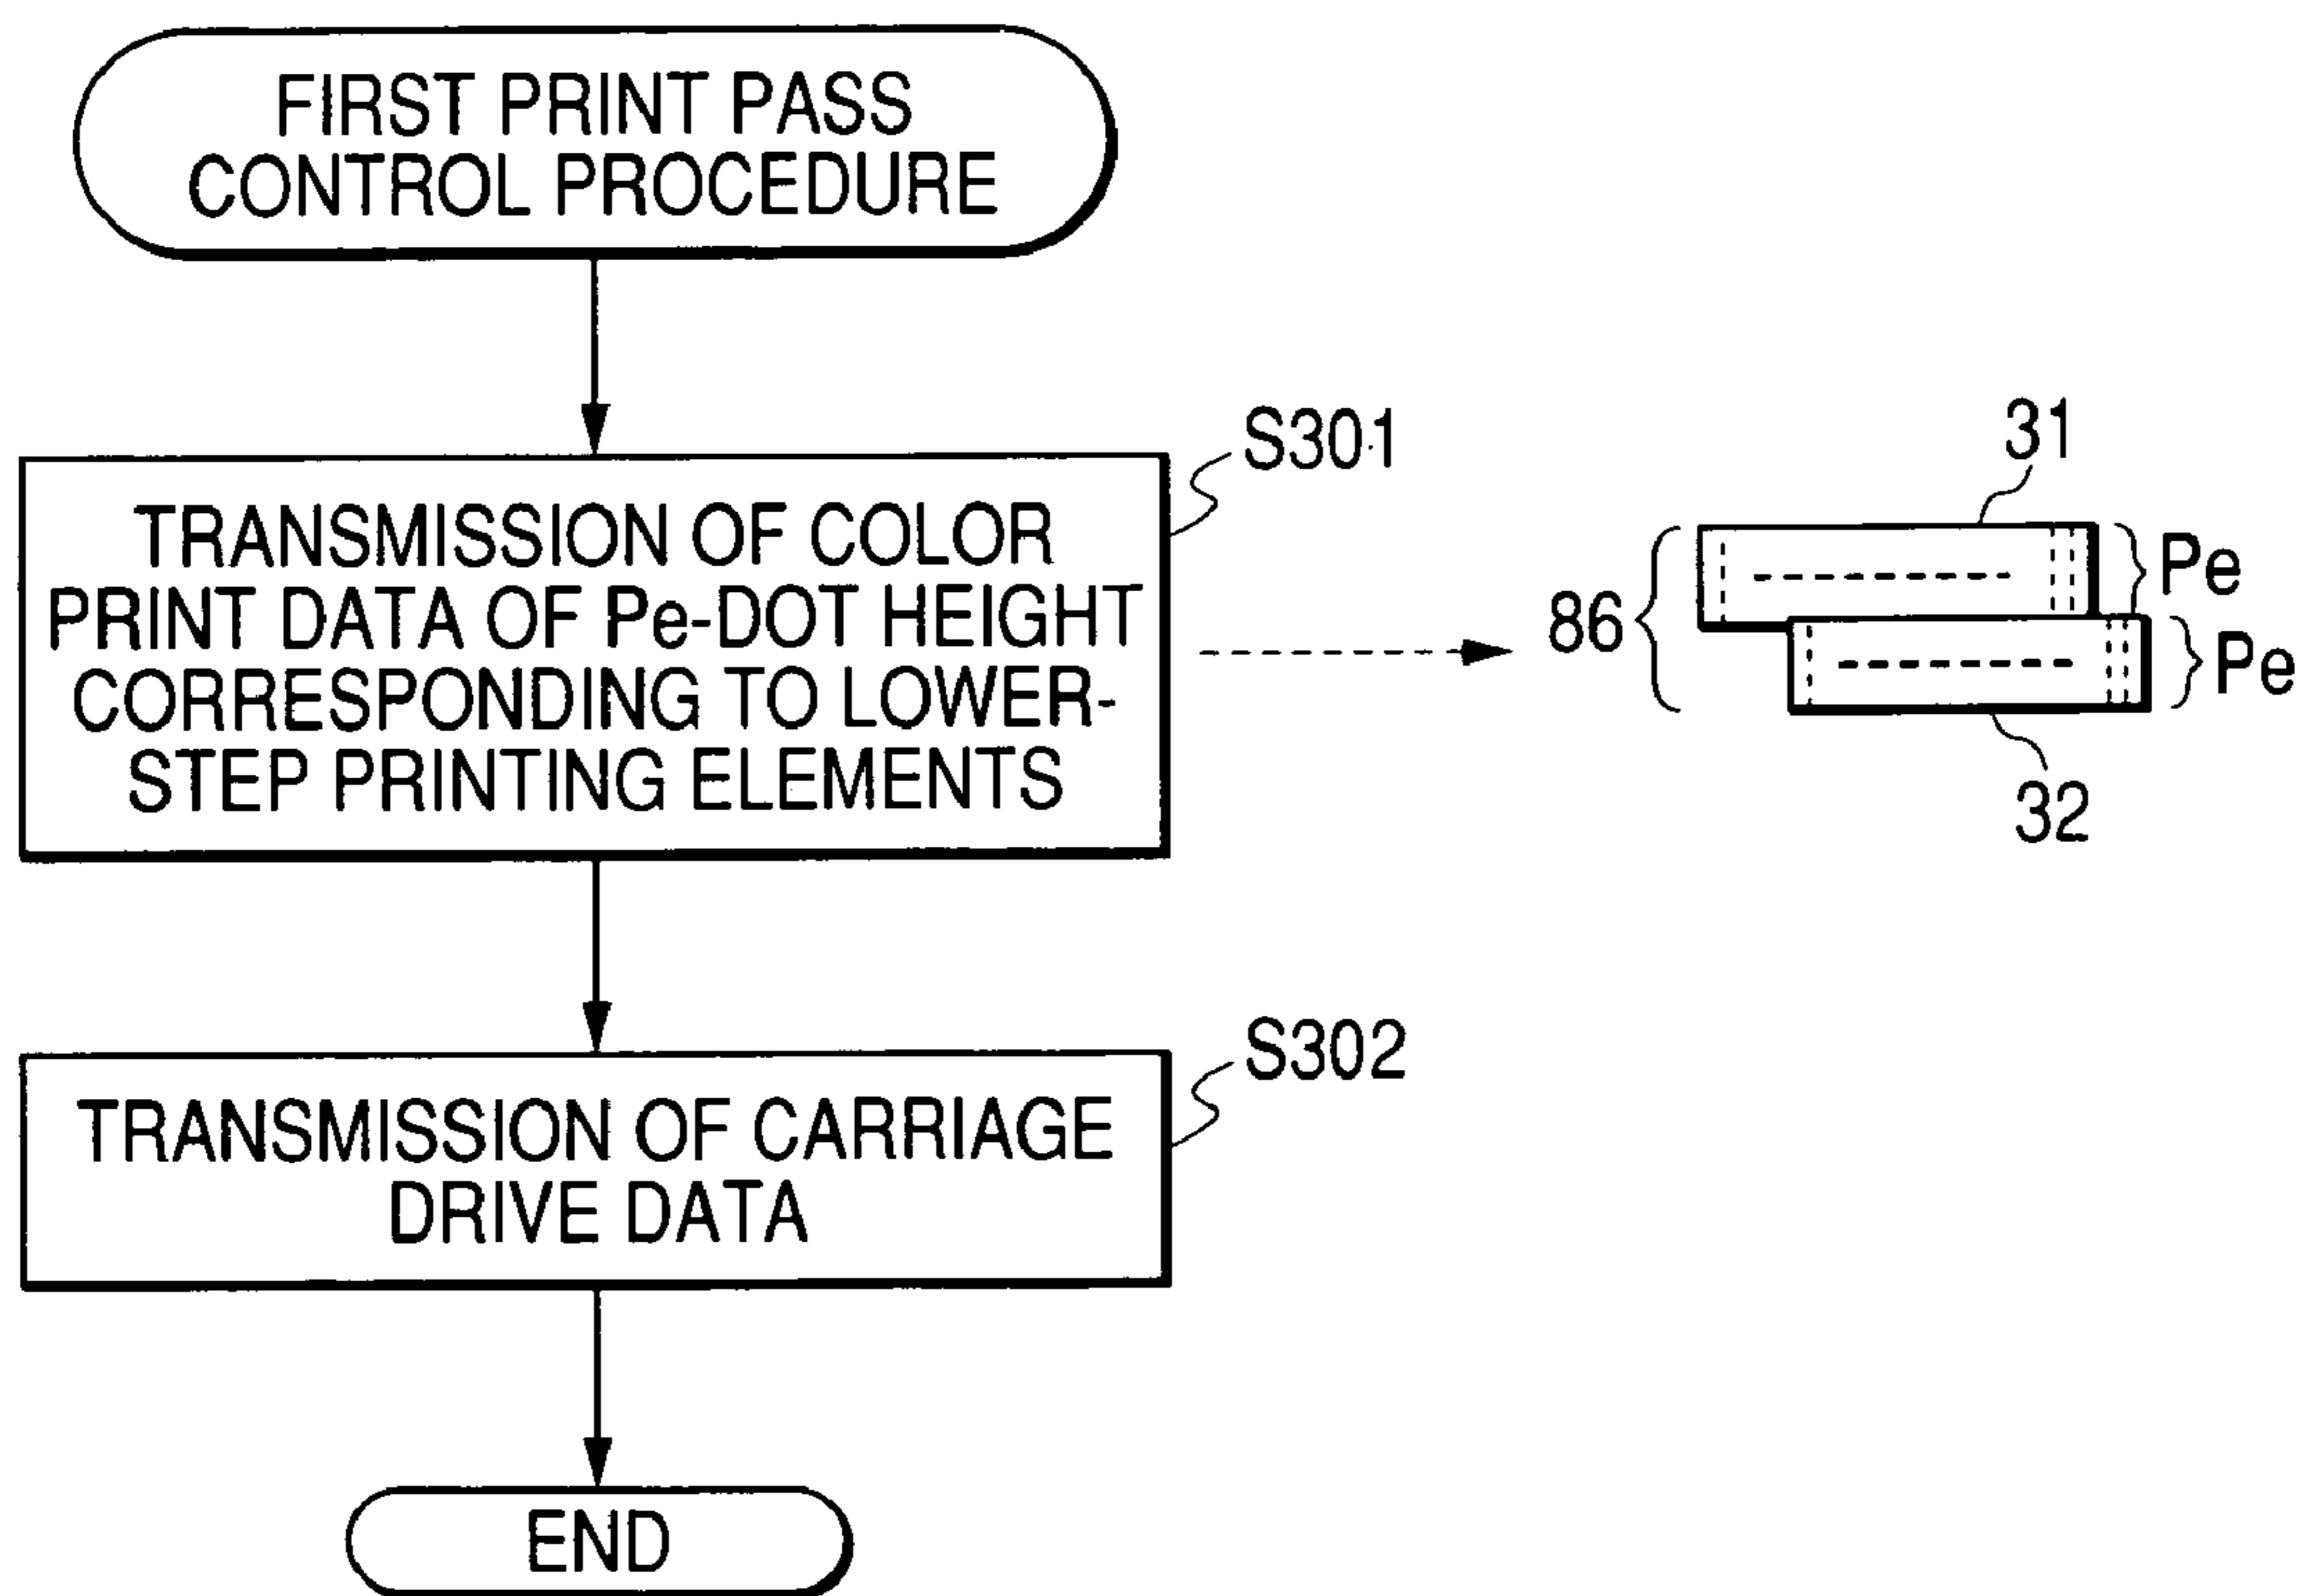 FIRST PRINT PASS
CONTROL PROCEDURE
S301
TRANSMISSION OF COLOR
PRINT DATA OF Pe-DOT HEIGHT
CORRESPONDING TO LOWER-
STEP PRINTING ELEMENTS
31
86
Pe
Pe
32
S302
TRANSMISSION OF CARRIAGE
DRIVE DATA
END